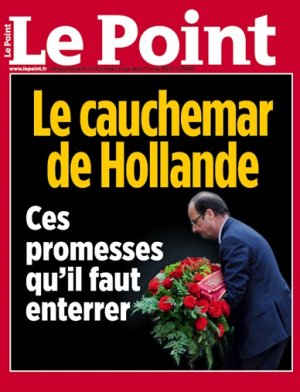 Le Point
Le Point
www.lepoint.fr
Le cauchemar
de Hollande
Ces
promesses
qu'il faut
enterrer